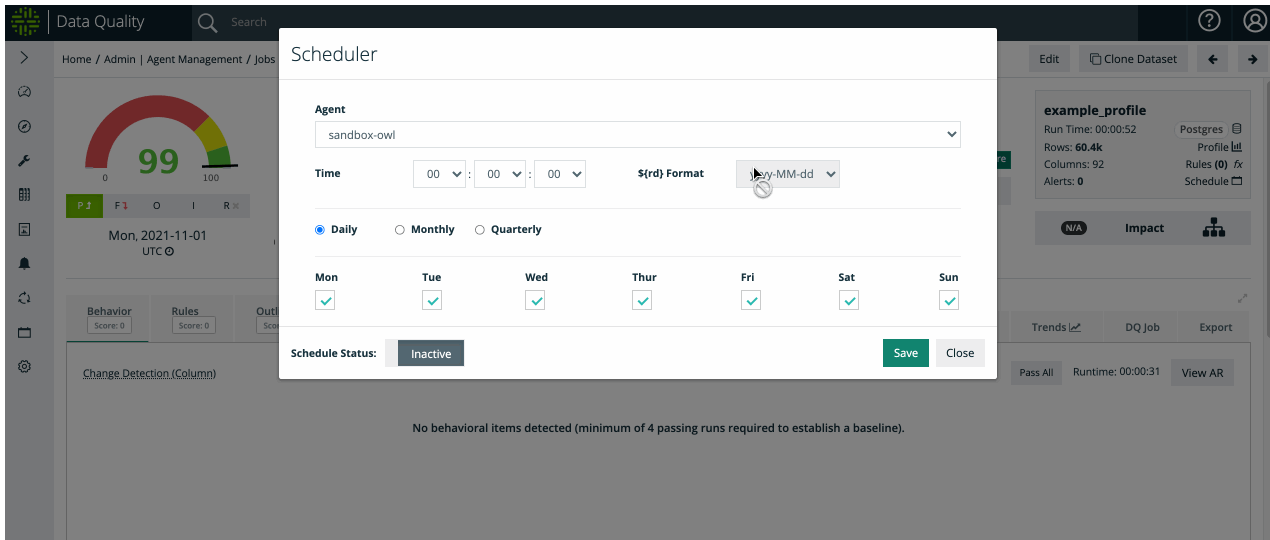 Data Quality
Search
Home / Admin | Agent Management / Jobs
Edit
Clone Dataset
Scheduler
Agent
sandbox-owl
Time
00 : 00 : 00
${rd} Format
99
0
100
P F O I R
Mon, 2021-11-01
UTC
example_profile
Run Time: 00:00:52
Postgres
Rows: 60.4k
Profile
Columns: 92
Rules (0) fx
Alerts: 0
Schedule
N/A
Impact
Daily
Monthly
Quarterly
Mon Tue Wed Thur Fri Sat Sun
Schedule Status:
Inactive
Save
Close
Behavior
Score: 0
Rules
Score: 0
Trends
DQ Job
Export
Change Detection (Column)
Pass All
Runtime: 00:00:31
View AR
No behavioral items detected (minimum of 4 passing runs required to establish a baseline).